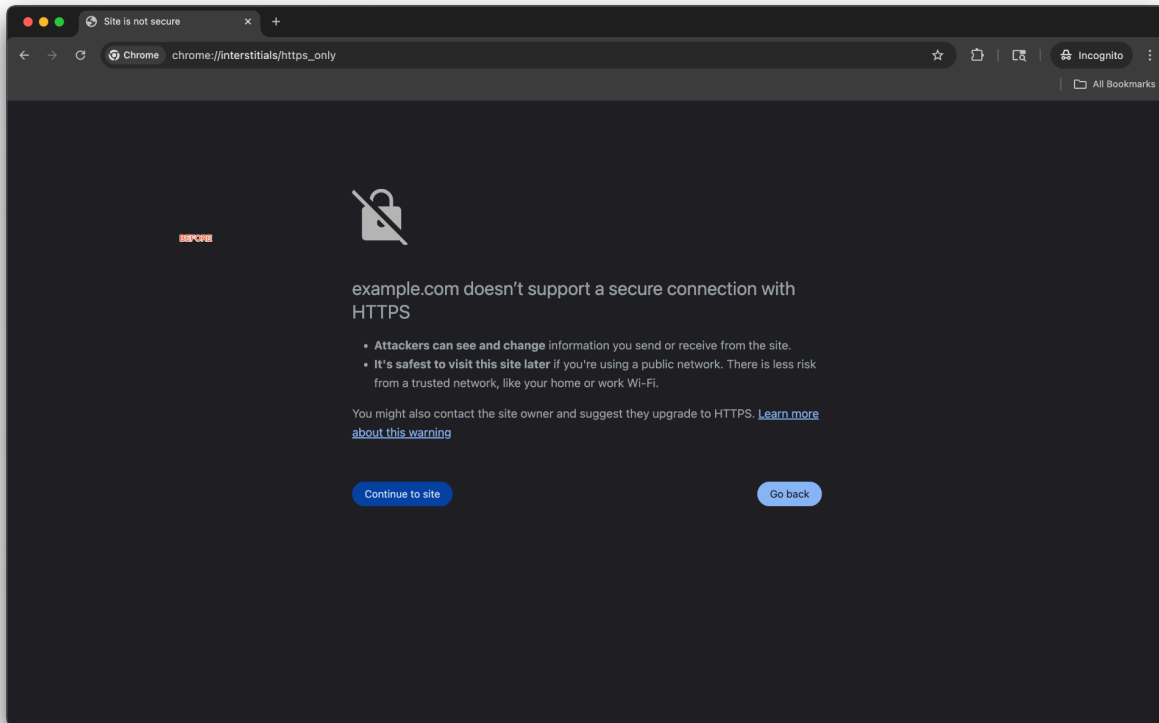 Site is not secure
Chrome
chrome://interstitials/https_only
Incognito
All Bookmarks
BEFORE
example.com doesn’t support a secure connection with
HTTPS
• Attackers can see and change information you send or receive from the site.
• It's safest to visit this site later if you're using a public network. There is less risk
from a trusted network, like your home or work Wi-Fi.
You might also contact the site owner and suggest they upgrade to HTTPS. Learn more
about this warning
Continue to site
Go back